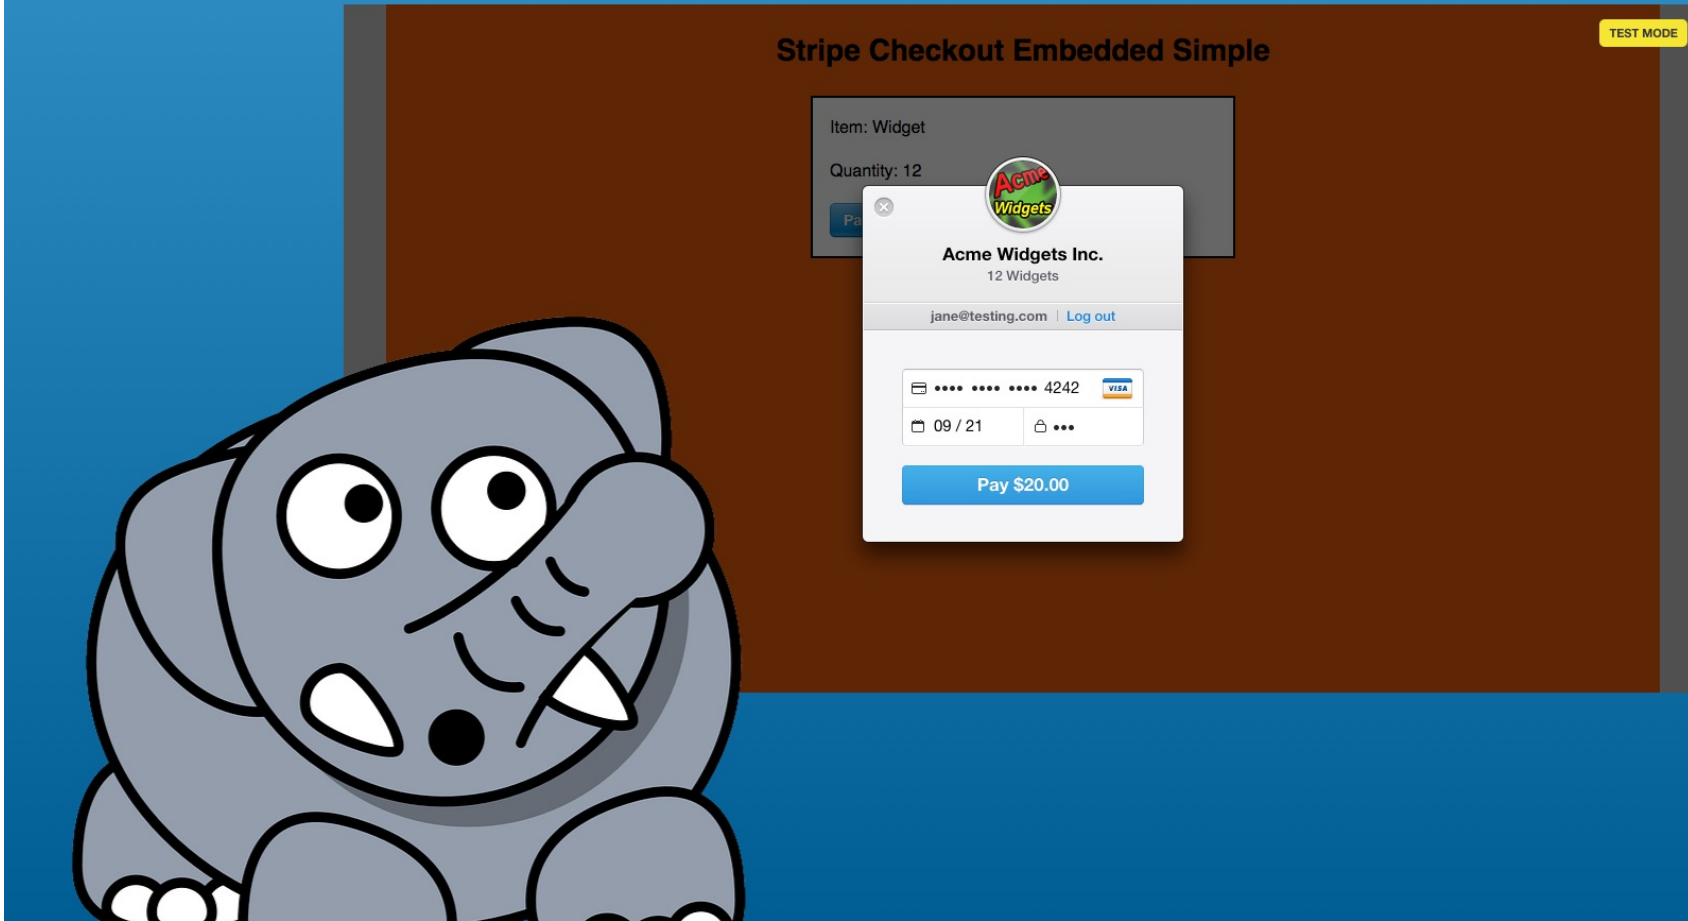 Stripe Checkout Embedded Simple
TEST MODE
Item: Widget
Quantity: 12
Pa
Acme
Widgets
Acme Widgets Inc.
12 Widgets
jane@testing.com | Log out
•••• •••• •••• 4242 VISA
09 / 21 •••
Pay $20.00